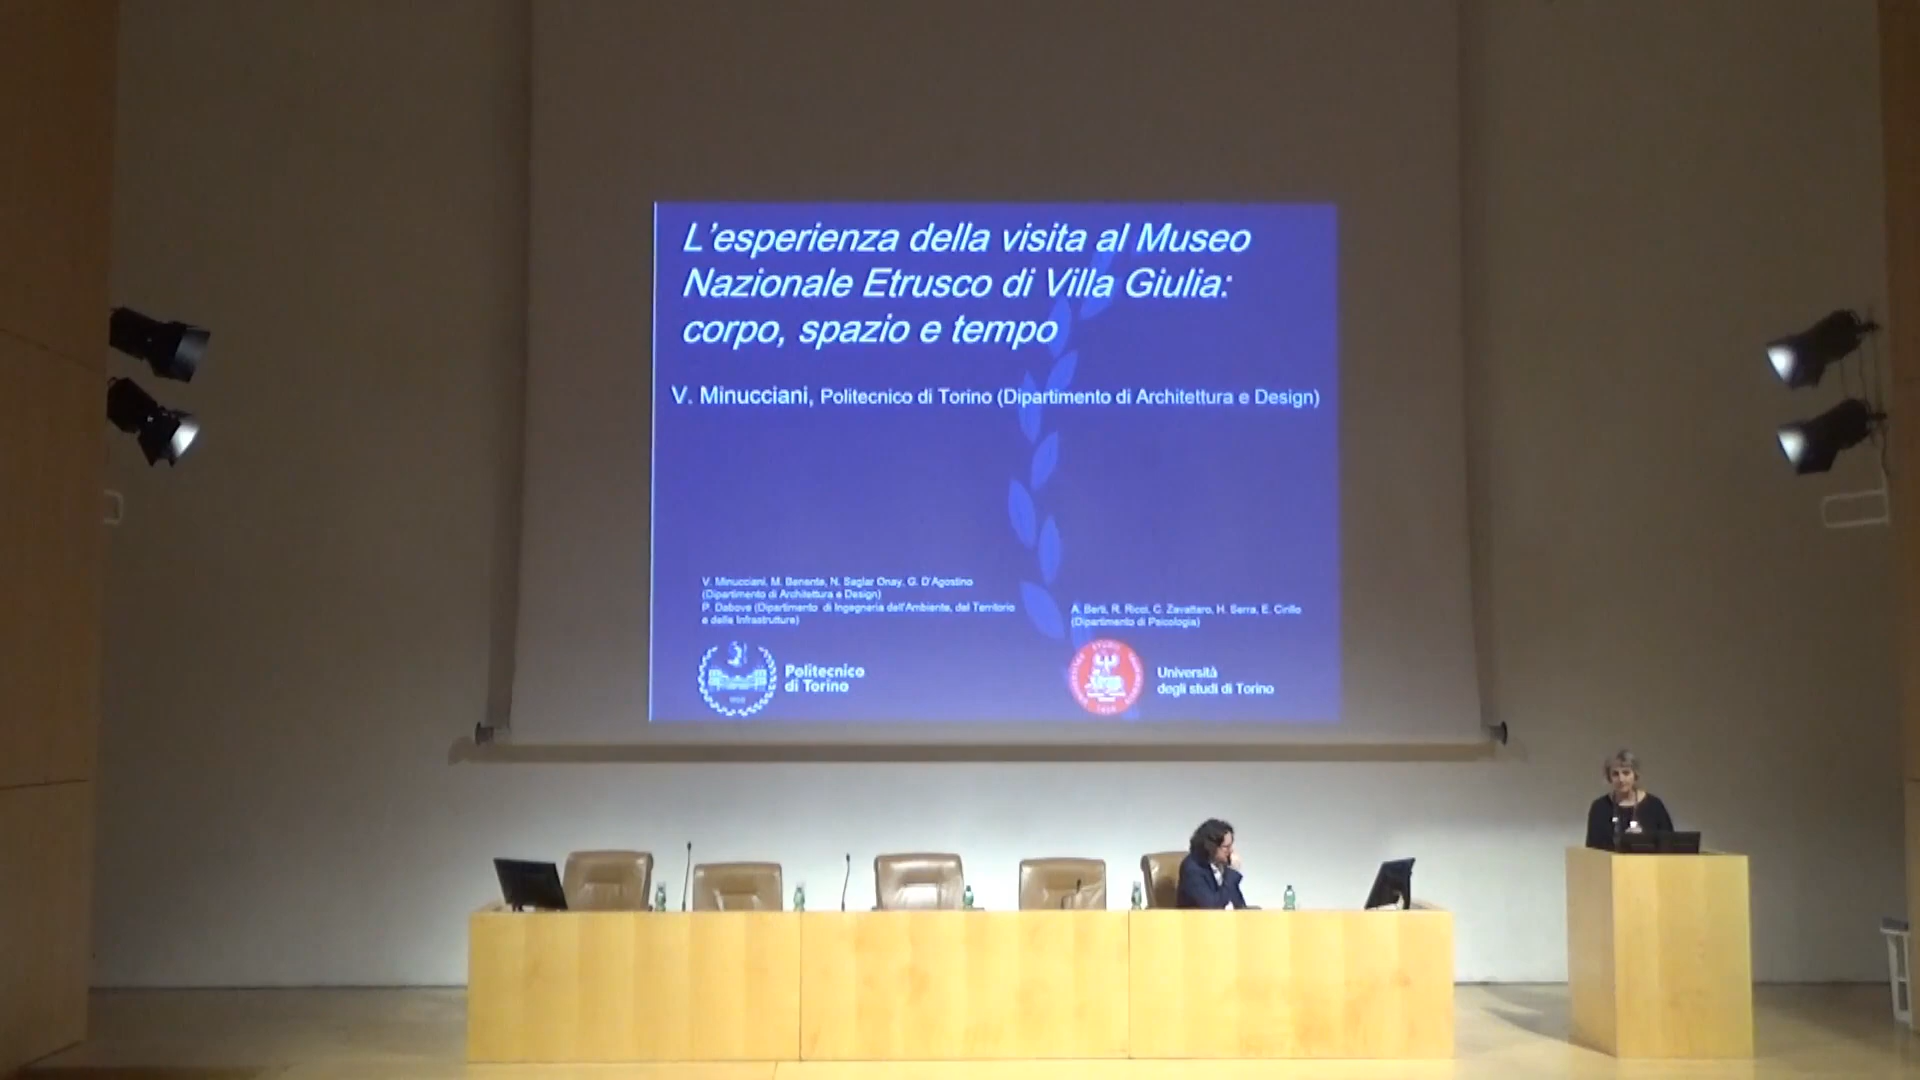 L'esperienza della visita al Museo
Nazionale Etrusco di Villa Giulia:
corpo, spazio e tempo
V. Minucciani, Politecnico di Torino (Dipartimento di Architettura e Design)
V. Minucciani, M. Benente, N. Saglar Onay, G. D'Agostino
(Dipartimento di Architettura e Design)
P. Dabove (Dipartimento di Ingegneria dell'Ambiente, del Territorio
e delle Infrastrutture)
A. Berti, R. Ricci, C. Zavattaro, H. Serra, E. Cirillo
(Dipartimento di Psicologia)
Politecnico
di Torino
Università
degli studi di Torino